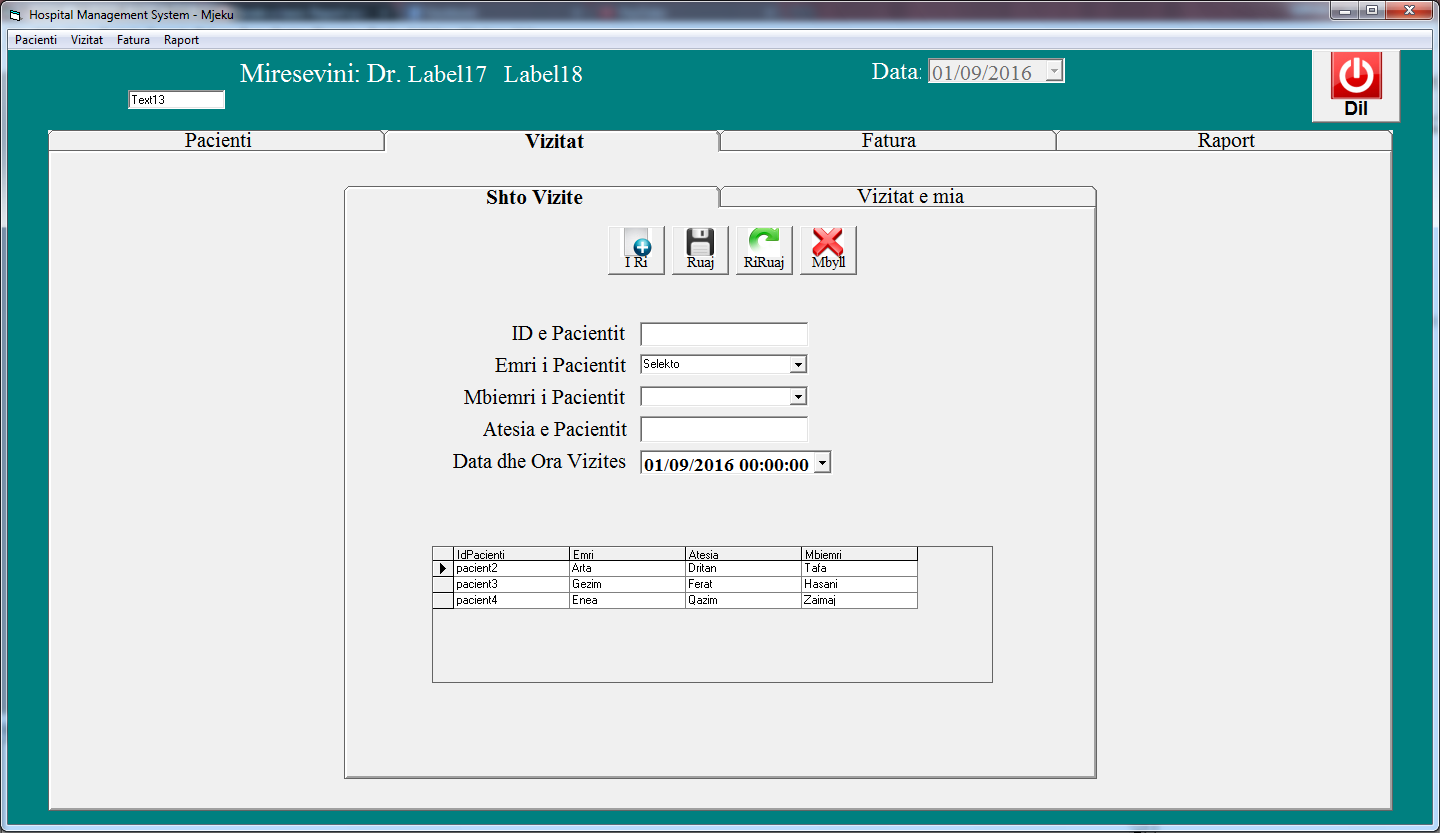 Hospital Management System - Mjeku
Pacienti Vizitat Fatura Raport
Miresevini: Dr. Label17 Label18
Data: 01/09/2016
Text13
Dil
Pacienti Vizitat Fatura Raport
Shto Vizite Vizitat e mia
I Ri Ruaj RiRuaj Mbyll
ID e Pacientit
Emri i Pacientit Selekto
Mbiemri i Pacientit
Atesia e Pacientit
Data dhe Ora Vizites 01/09/2016 00:00:00
IdPacienti Emri Atesia Mbiemri
pacient2 Arta Dritan Tafa
pacient3 Gezim Ferat Hasani
pacient4 Enea Qazim Zaimaj